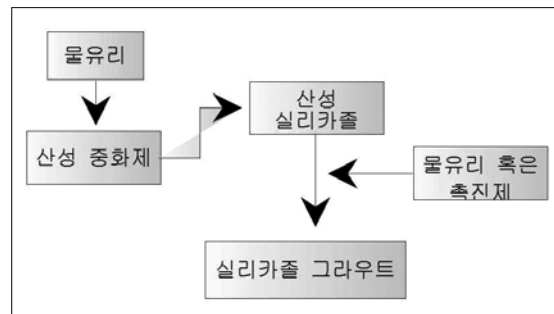 물유리
산성 중화제
산성
실리카졸
물유리 혹은
촉진제
실리카졸 그라우트